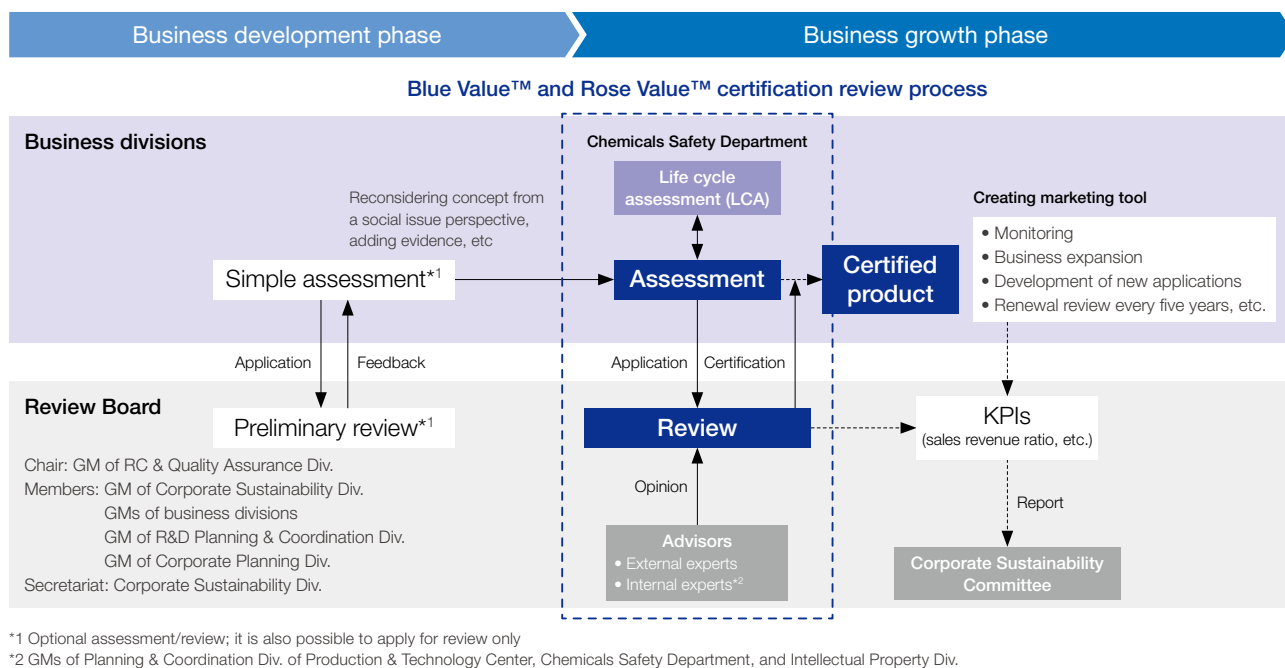 Business development phase
Business growth phase
Blue Value™ and Rose Value™ certification review process
Business divisions
Chemicals Safety Department
Life cycle
assessment (LCA)
Reconsidering concept from
a social issue perspective,
adding evidence, etc
Creating marketing tool
• Monitoring
• Business expansion
• Development of new applications
• Renewal review every five years, etc.
Simple assessment*1
Assessment
Certified
product
Application
Feedback
Application
Certification
Review Board
Preliminary review*1
Review
KPIs
(sales revenue ratio, etc.)
Chair: GM of RC & Quality Assurance Div.
Members: GM of Corporate Sustainability Div.
GMs of business divisions
GM of R&D Planning & Coordination Div.
GM of Corporate Planning Div.
Secretariat: Corporate Sustainability Div.
Opinion
Report
Advisors
• External experts
• Internal experts*2
Corporate Sustainability
Committee
*1 Optional assessment/review; it is also possible to apply for review only
*2 GMs of Planning & Coordination Div. of Production & Technology Center, Chemicals Safety Department, and Intellectual Property Div.